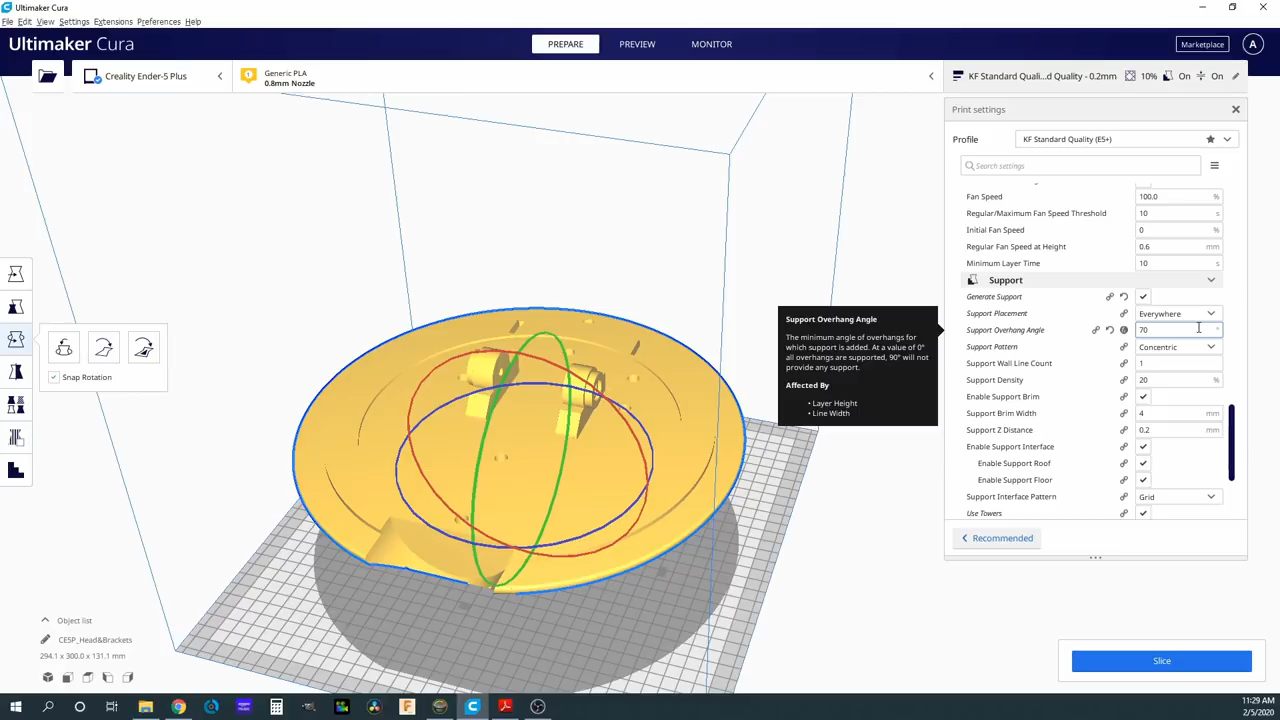 Ultimaker Cura
File Edit View Settings Extensions Preferences Help
Ultimaker Cura
PREPARE
PREVIEW
MONITOR
Marketplace
A
Creality Ender-5 Plus
Generic PLA
0.8mm Nozzle
KF Standard Quali...d Quality - 0.2mm
10%
On
On
Print settings
Profile
KF Standard Quality (E5+)
Search settings
Fan Speed 100.0 %
Regular/Maximum Fan Speed Threshold 10 s
Initial Fan Speed 0 %
Regular Fan Speed at Height 0.6 mm
Minimum Layer Time 10 s
Support
Generate Support
Support Placement Everywhere
Support Overhang Angle 70 °
Support Pattern Concentric
Support Wall Line Count 1
Support Density 20 %
Enable Support Brim
Support Brim Width 4 mm
Support Z Distance 0.2 mm
Enable Support Interface
Enable Support Roof
Enable Support Floor
Support Interface Pattern Grid
Use Towers
Recommended
Support Overhang Angle
The minimum angle of overhangs for
which support is added. At a value of 0°
all overhangs are supported, 90° will not
provide any support.
Affected By
• Layer Height
• Line Width
Snap Rotation
Object list
CE5P_Head&Brackets
294.1 x 300.0 x 131.1 mm
Slice
11:29 AM
2/5/2020